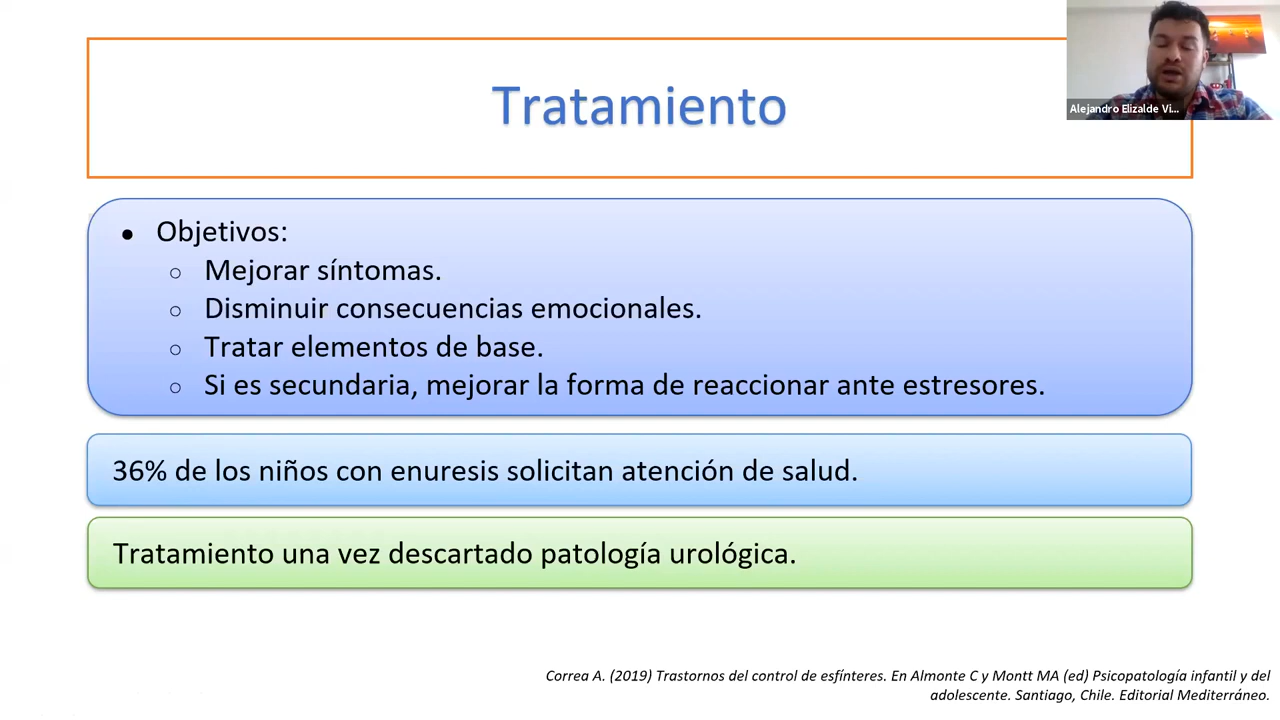 Tratamiento
Alejandro Elizalde Vi...
● Objetivos:
○ Mejorar síntomas.
○ Disminuir consecuencias emocionales.
○ Tratar elementos de base.
○ Si es secundaria, mejorar la forma de reaccionar ante estresores.
36% de los niños con enuresis solicitan atención de salud.
Tratamiento una vez descartado patología urológica.
Correa A. (2019) Trastornos del control de esfínteres. En Almonte C y Montt MA (ed) Psicopatología infantil y del
adolescente. Santiago, Chile. Editorial Mediterráneo.